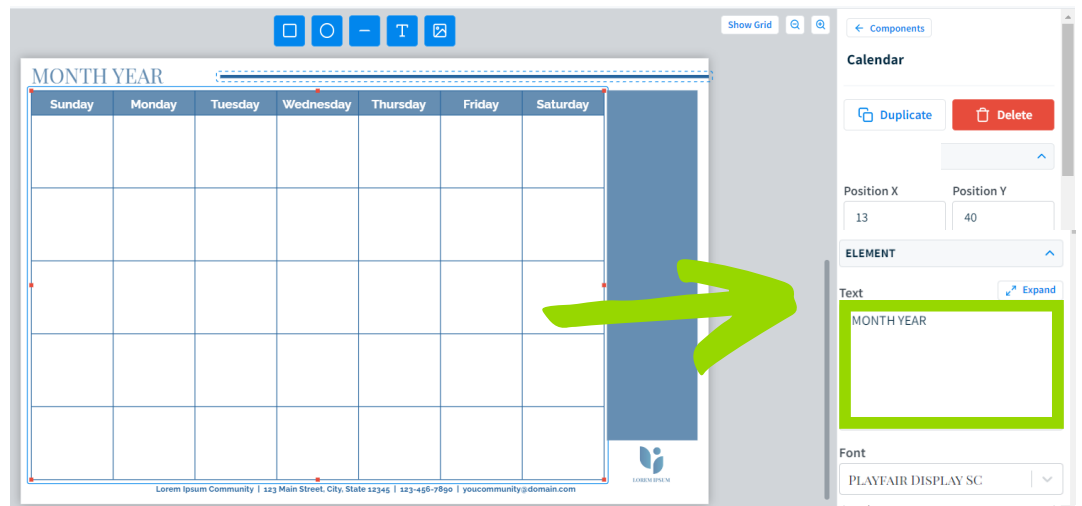 T
Show Grid
Components
Calendar
Duplicate
Delete
Position X
Position Y
13
40
ELEMENT
Text
Expand
MONTH YEAR
Font
PLAYFAIR DISPLAY SC
MONTH YEAR
Sunday Monday Tuesday Wednesday Thursday Friday Saturday
LOREM IPSUM
Lorem Ipsum Community | 123 Main Street, City, State 12345 | 123-456-7890 | youcommunity@domain.com